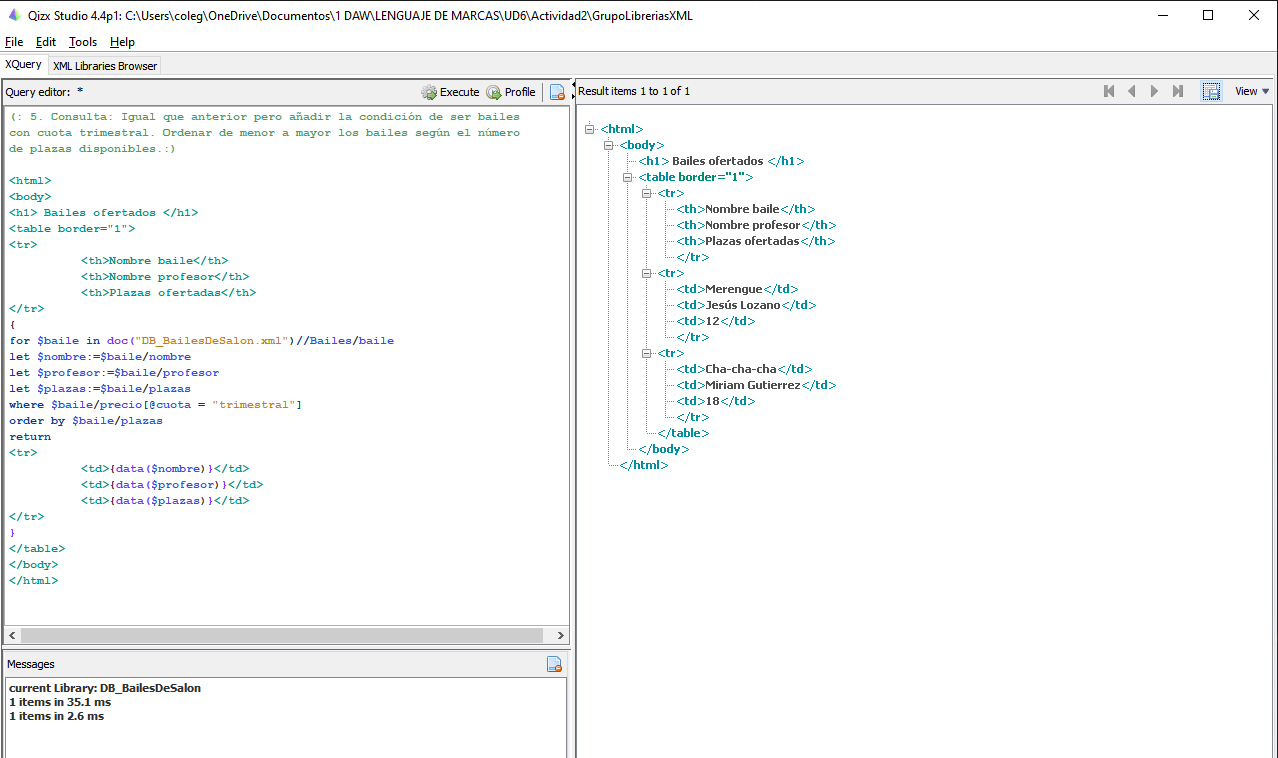 Qizx Studio 4.4p1: C:\Users\coleg\OneDrive\Documentos\1 DAW\LENGUAJE DE MARCAS\UD6\Actividad2\GrupoLibreriasXML
File Edit Tools Help
XQuery XML Libraries Browser
Query editor: * Execute Profile
(: 5. Consulta: Igual que anterior pero añadir la condición de ser bailes
con cuota trimestral. Ordenar de menor a mayor los bailes según el número
de plazas disponibles.:)
<html>
<body>
<h1> Bailes ofertados </h1>
<table border="1">
<tr>
<th>Nombre baile</th>
<th>Nombre profesor</th>
<th>Plazas ofertadas</th>
</tr>
{
for $baile in doc("DB_BailesDeSalon.xml")//Bailes/baile
let $nombre:=$baile/nombre
let $profesor:=$baile/profesor
let $plazas:=$baile/plazas
where $baile/precio[@cuota = "trimestral"]
order by $baile/plazas
return
<tr>
<td>{data($nombre)}</td>
<td>{data($profesor)}</td>
<td>{data($plazas)}</td>
</tr>
}
</table>
</body>
</html>
Messages
current Library: DB_BailesDeSalon
1 items in 35.1 ms
1 items in 2.6 ms
Result items 1 to 1 of 1 View
<html>
<body>
<h1> Bailes ofertados </h1>
<table border="1">
<tr>
<th>Nombre baile</th>
<th>Nombre profesor</th>
<th>Plazas ofertadas</th>
</tr>
<tr>
<td>Merengue</td>
<td>Jesús Lozano</td>
<td>12</td>
</tr>
<tr>
<td>Cha-cha-cha</td>
<td>Miriam Gutierrez</td>
<td>18</td>
</tr>
</table>
</body>
</html>